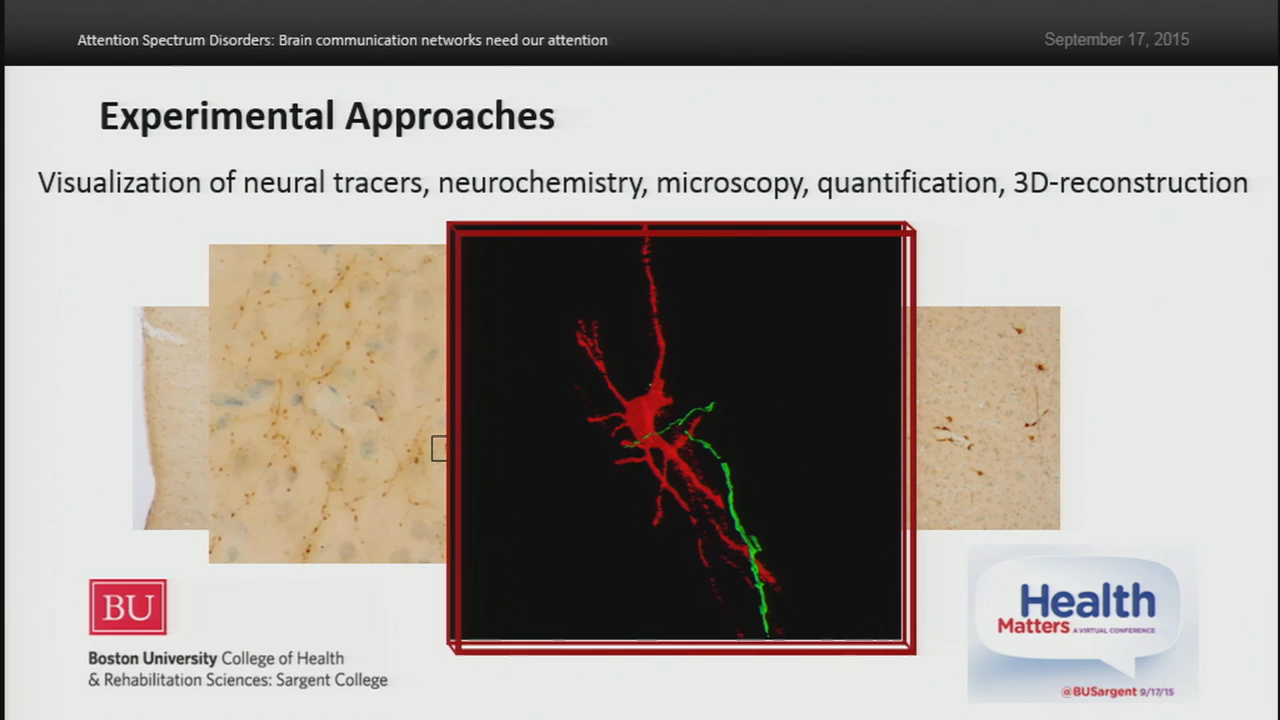 Attention Spectrum Disorders: Brain communication networks need our attention
September 17, 2015
Experimental Approaches
Visualization of neural tracers, neurochemistry, microscopy, quantification, 3D-reconstruction
BU
Boston University College of Health
& Rehabilitation Sciences: Sargent College
Health
Matters A VIRTUAL CONFERENCE
@BUSargent 9/17/15